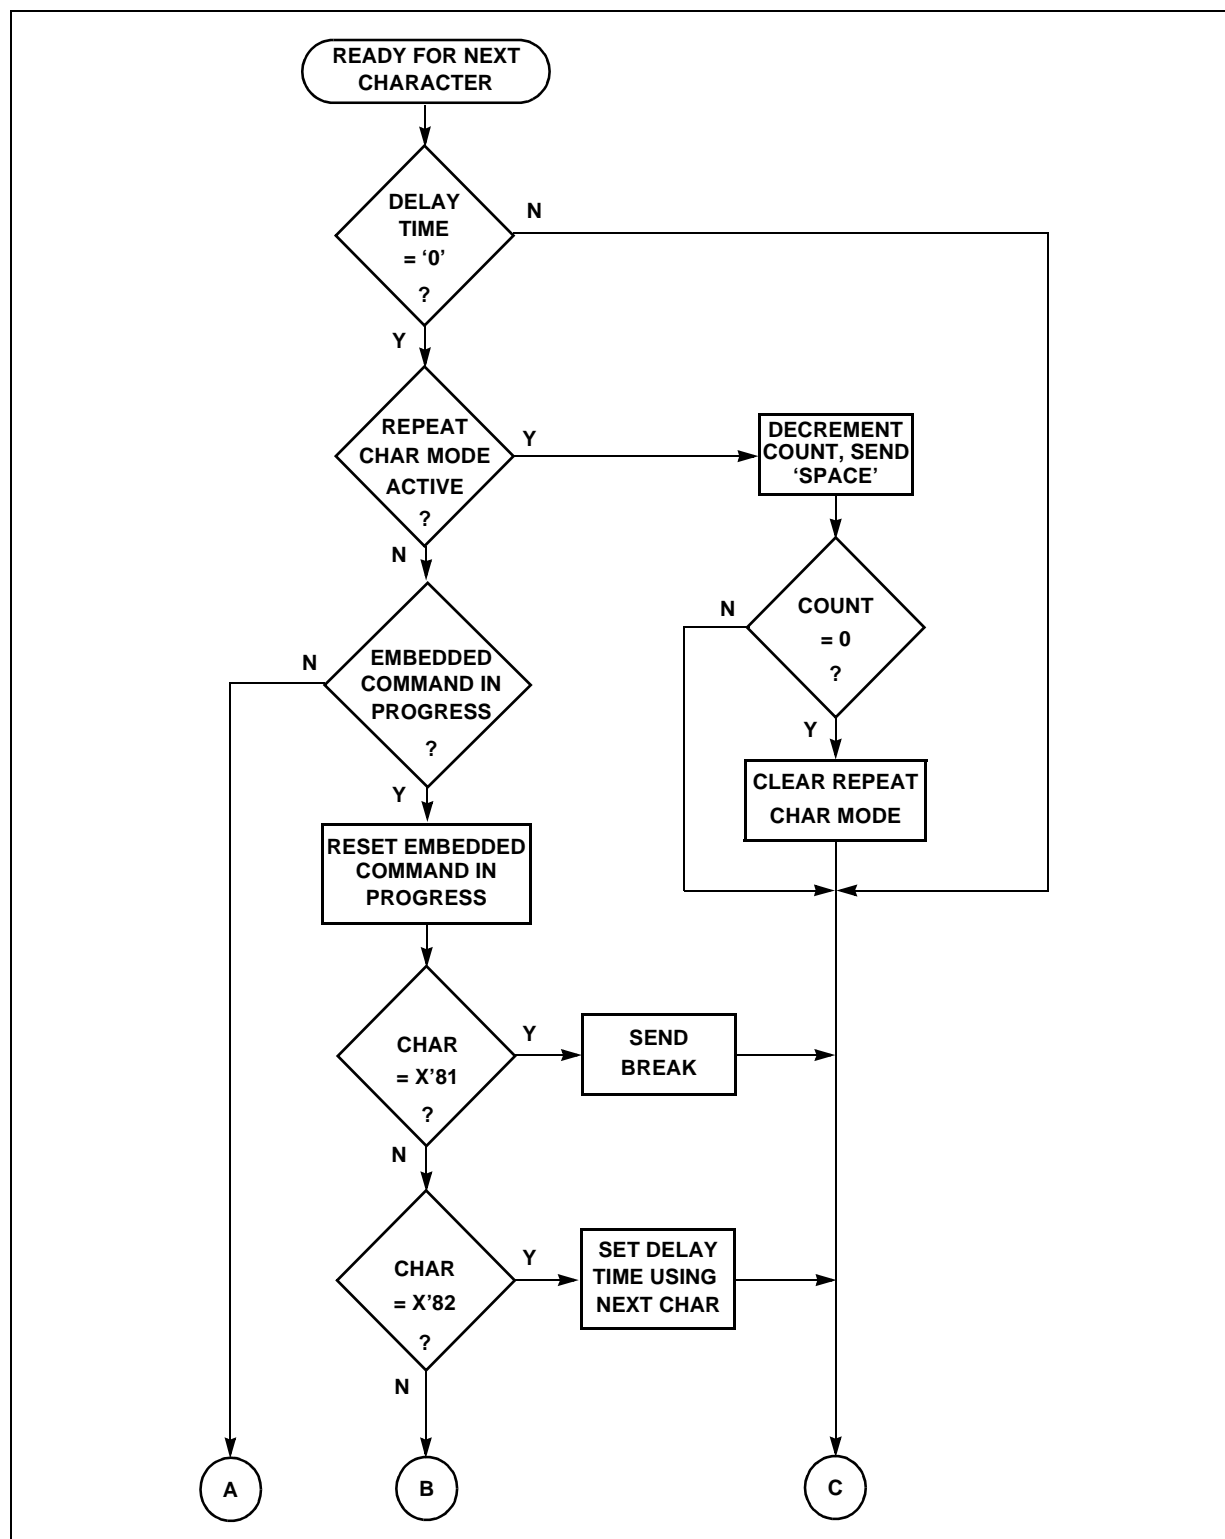 READY FOR NEXT
CHARACTER
DELAY
TIME
= ‘0’
?
N
Y
REPEAT
CHAR MODE
ACTIVE
?
Y
DECREMENT
COUNT, SEND
‘SPACE’
N
COUNT
= 0
?
N
Y
CLEAR REPEAT
CHAR MODE
EMBEDDED
COMMAND IN
PROGRESS
?
N
Y
RESET EMBEDDED
COMMAND IN
PROGRESS
CHAR
= X’81
?
Y
SEND
BREAK
N
CHAR
= X’82
?
Y
SET DELAY
TIME USING
NEXT CHAR
N
A
B
C